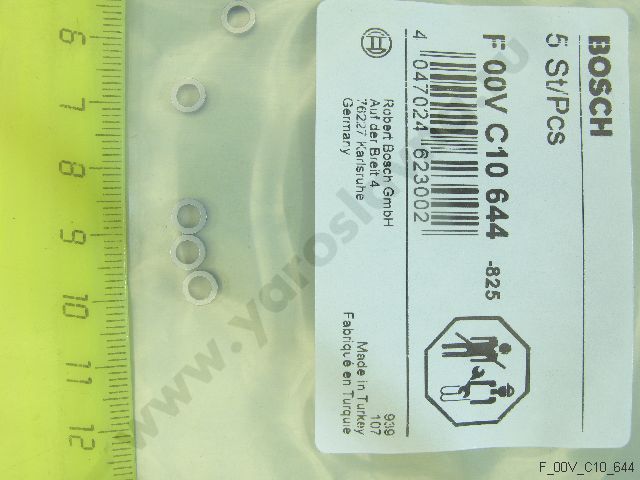 BOSCH
5 St/Pcs
F 00V C10 644 -825
4 047024 623002
Robert Bosch GmbH
Auf der Breit 4
76227 Karlsruhe
Germany
939
107
Made in Turkey
Fabriqué en Turquie
6
7
8
9
10
11
12
F_00V_C10_644